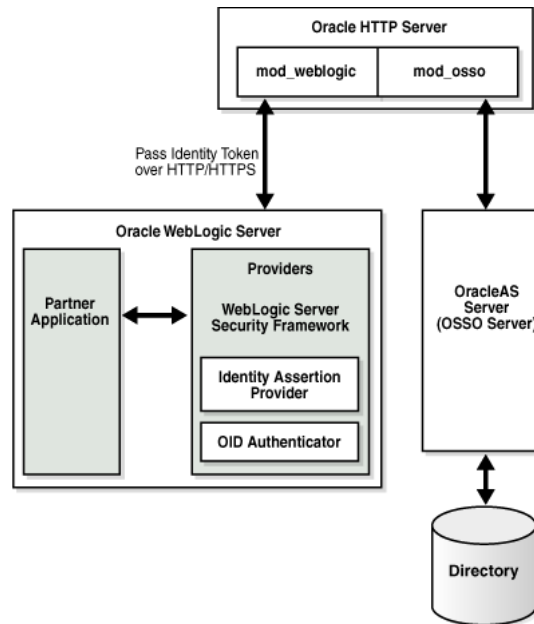 Oracle HTTP Server
mod_weblogic
mod_osso
Pass Identity Token
over HTTP/HTTPS
Oracle WebLogic Server
Partner
Application
Providers
WebLogic Server
Security Framework
Identity Assertion
Provider
OID Authenticator
OracleAS
Server
(OSSO Server)
Directory